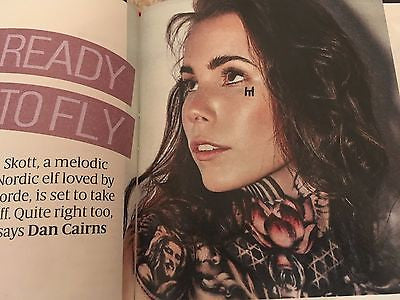 READY
TO FLY
Skott, a melodic
Nordic elf loved by
orde, is set to take
ff. Quite right too,
says Dan Cairns